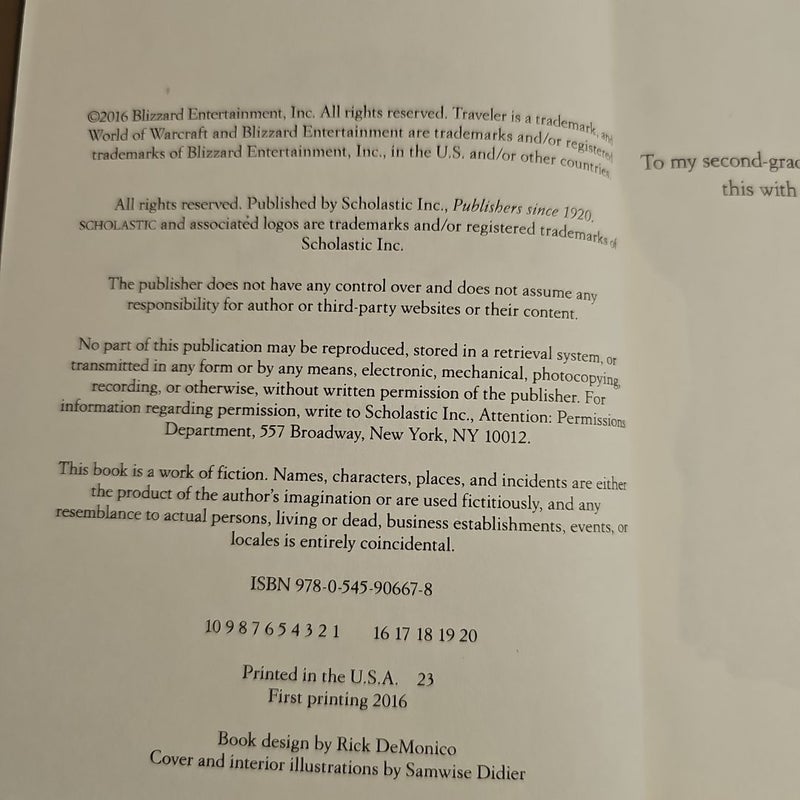 ©2016 Blizzard Entertainment, Inc. All rights reserved. Traveler is a trademark, and
World of Warcraft and Blizzard Entertainment are trademarks and/or registered
trademarks of Blizzard Entertainment, Inc., in the U.S. and/or other countries.
All rights reserved. Published by Scholastic Inc., Publishers since 1920.
SCHOLASTIC and associated logos are trademarks and/or registered trademarks of
Scholastic Inc.
The publisher does not have any control over and does not assume any
responsibility for author or third-party websites or their content.
No part of this publication may be reproduced, stored in a retrieval system, or
transmitted in any form or by any means, electronic, mechanical, photocopying,
recording, or otherwise, without written permission of the publisher. For
information regarding permission, write to Scholastic Inc., Attention: Permissions
Department, 557 Broadway, New York, NY 10012.
This book is a work of fiction. Names, characters, places, and incidents are either
the product of the author's imagination or are used fictitiously, and any
resemblance to actual persons, living or dead, business establishments, events, or
locales is entirely coincidental.
ISBN 978-0-545-90667-8
10 9 8 7 6 5 4 3 2 1 16 17 18 19 20
Printed in the U.S.A. 23
First printing 2016
Book design by Rick DeMonico
Cover and interior illustrations by Samwise Didier
To my second-grad
this with